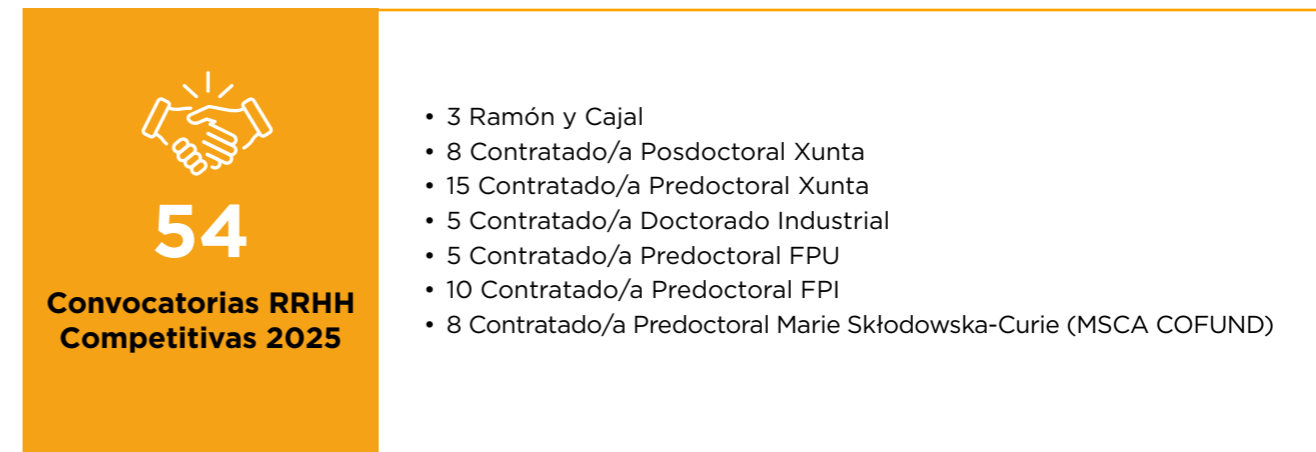 54
Convocatorias RRHH
Competitivas 2025
• 3 Ramón y Cajal
• 8 Contratado/a Posdoctoral Xunta
• 15 Contratado/a Predoctoral Xunta
• 5 Contratado/a Doctorado Industrial
• 5 Contratado/a Predoctoral FPU
• 10 Contratado/a Predoctoral FPI
• 8 Contratado/a Predoctoral Marie Skłodowska-Curie (MSCA COFUND)